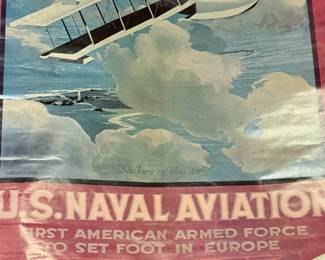 "Sailors of the Air"
U.S. NAVAL AVIATION
FIRST AMERICAN ARMED FORCE
TO SET FOOT IN EUROPE